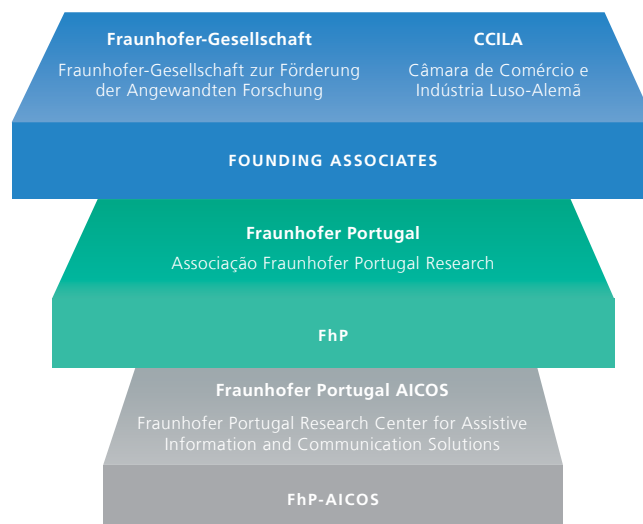 Fraunhofer-Gesellschaft
Fraunhofer-Gesellschaft zur Förderung
der Angewandten Forschung
CCILA
Câmara de Comércio e
Indústria Luso-Alemã
FOUNDING ASSOCIATES
Fraunhofer Portugal
Associação Fraunhofer Portugal Research
FhP
Fraunhofer Portugal AICOS
Fraunhofer Portugal Research Center for Assistive
Information and Communication Solutions
FhP-AICOS